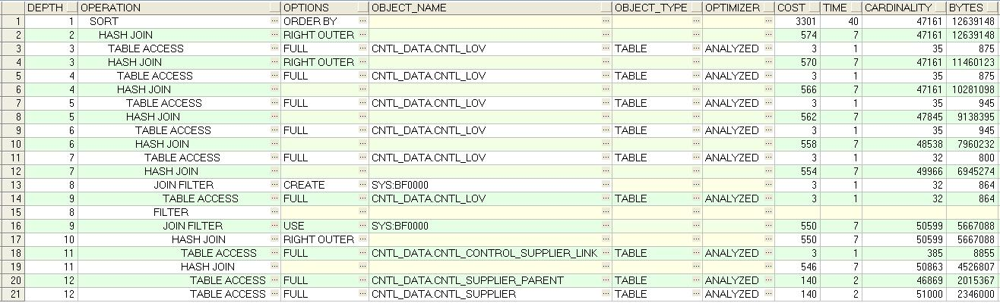 DEPTH OPERATION OPTIONS OBJECT_NAME OBJECT_TYPE OPTIMIZER COST TIME CARDINALITY BYTES
1 1 SORT ... ORDER BY ... ... ... ... 3301 40 47161 12639148
2 2 HASH JOIN ... RIGHT OUTER ... ... ... ... 574 7 47161 12639148
3 3 TABLE ACCESS ... FULL ... CNTL_DATA.CNTL_LOV ... TABLE ... ANALYZED ... 3 1 35 875
4 3 HASH JOIN ... RIGHT OUTER ... ... ... ... 570 7 47161 11460123
5 4 TABLE ACCESS ... FULL ... CNTL_DATA.CNTL_LOV ... TABLE ... ANALYZED ... 3 1 35 875
6 4 HASH JOIN ... ... ... ... ... 566 7 47161 10281098
7 5 TABLE ACCESS ... FULL ... CNTL_DATA.CNTL_LOV ... TABLE ... ANALYZED ... 3 1 35 945
8 5 HASH JOIN ... ... ... ... ... 562 7 47845 9138395
9 6 TABLE ACCESS ... FULL ... CNTL_DATA.CNTL_LOV ... TABLE ... ANALYZED ... 3 1 35 945
10 6 HASH JOIN ... ... ... ... ... 558 7 48538 7960232
11 7 TABLE ACCESS ... FULL ... CNTL_DATA.CNTL_LOV ... TABLE ... ANALYZED ... 3 1 32 800
12 7 HASH JOIN ... ... ... ... ... 554 7 49966 6945274
13 8 JOIN FILTER ... CREATE ... SYS:BF0000 ... ... ... 3 1 32 864
14 9 TABLE ACCESS ... FULL ... CNTL_DATA.CNTL_LOV ... TABLE ... ANALYZED ... 3 1 32 864
15 8 FILTER ... ... ... ... ...
16 9 JOIN FILTER ... USE ... SYS:BF0000 ... ... ... 550 7 50599 5667088
17 10 HASH JOIN ... RIGHT OUTER ... ... ... ... 550 7 50599 5667088
18 11 TABLE ACCESS ... FULL ... CNTL_DATA.CNTL_CONTROL_SUPPLIER_LINK ... TABLE ... ANALYZED ... 3 1 385 8855
19 11 HASH JOIN ... ... ... ... ... 546 7 50863 4526807
20 12 TABLE ACCESS ... FULL ... CNTL_DATA.CNTL_SUPPLIER_PARENT ... TABLE ... ANALYZED ... 140 2 46869 2015367
21 12 TABLE ACCESS ... FULL ... CNTL_DATA.CNTL_SUPPLIER ... TABLE ... ANALYZED ... 140 2 51000 2346000